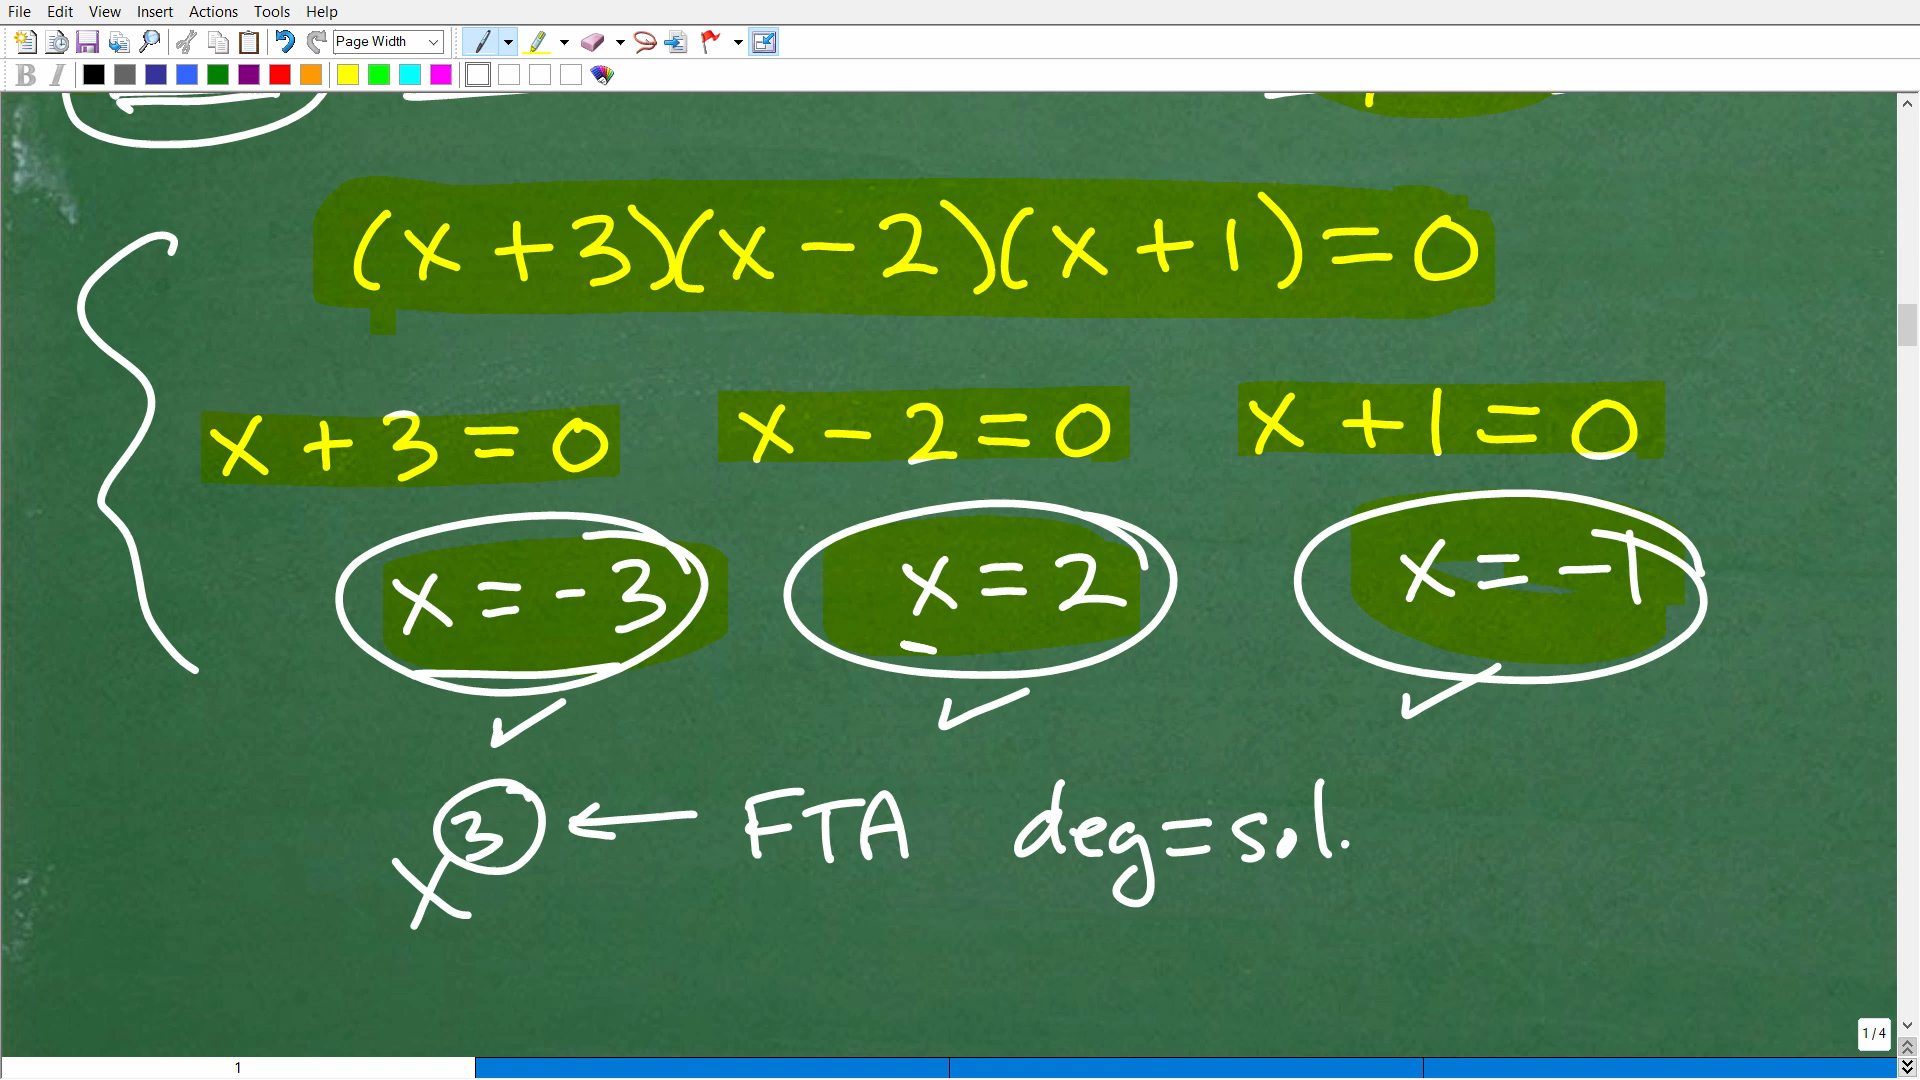 File Edit View Insert Actions Tools Help
Page Width
B I
(x + 3)(x - 2)(x + 1) = 0
x + 3 = 0 x - 2 = 0 x + 1 = 0
x = -3 x = 2 x = -1
x³ ← FTA deg = sol.
1 / 4
1